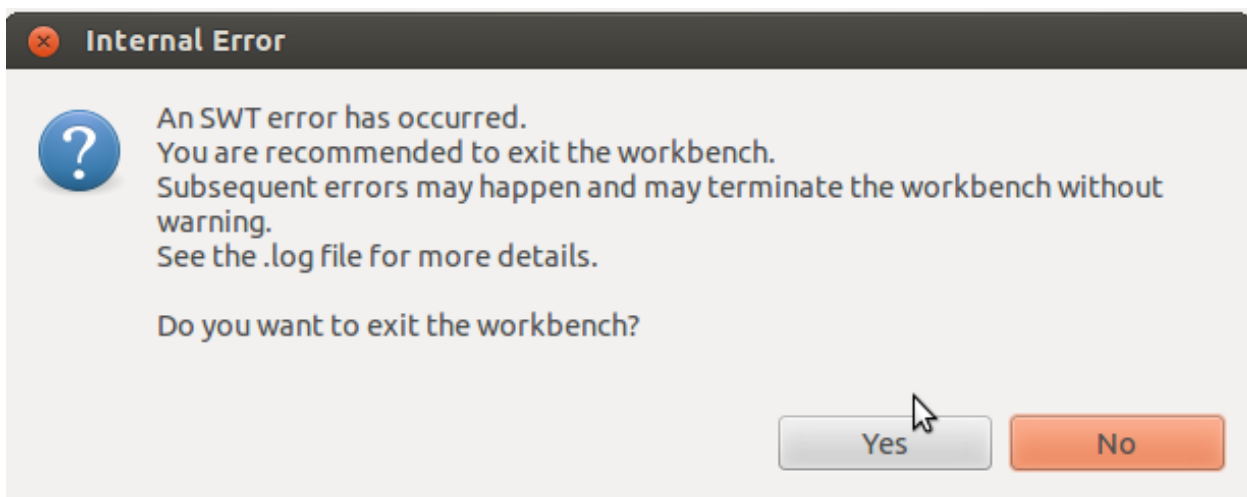 Internal Error
An SWT error has occurred.
You are recommended to exit the workbench.
Subsequent errors may happen and may terminate the workbench without
warning.
See the .log file for more details.
Do you want to exit the workbench?
Yes
No